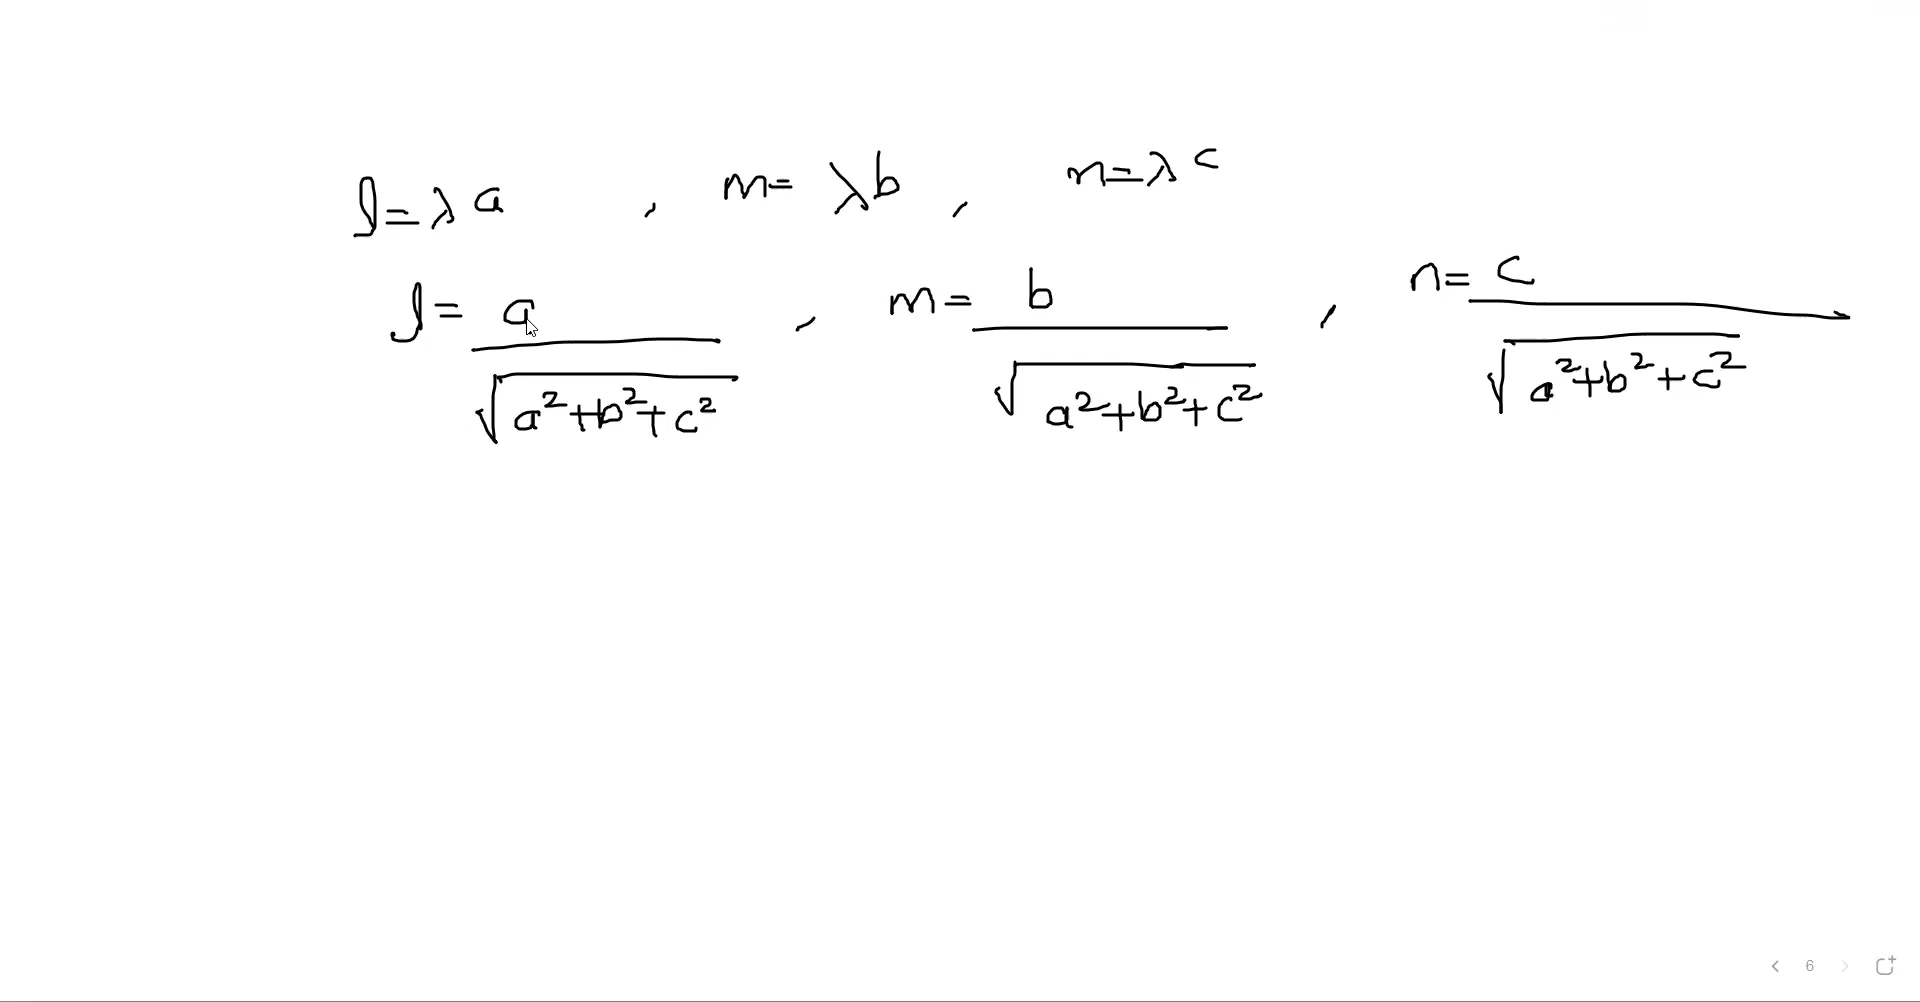 l = λa , m = λb , n = λc
l = a/√(a²+b²+c²) , m = b/√(a²+b²+c²) , n = c/√(a²+b²+c²)
6